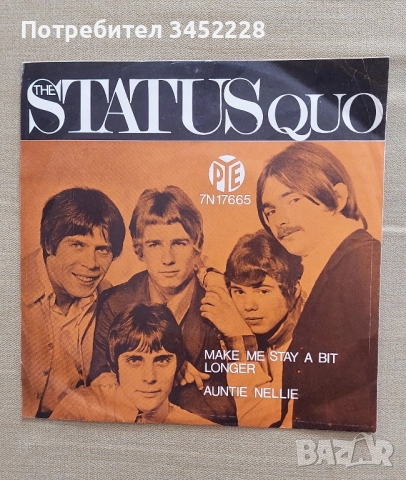 Потребител 3452228
THE STATUS QUO
PYE
7N 17665
MAKE ME STAY A BIT
LONGER
AUNTIE NELLIE
BAZAR